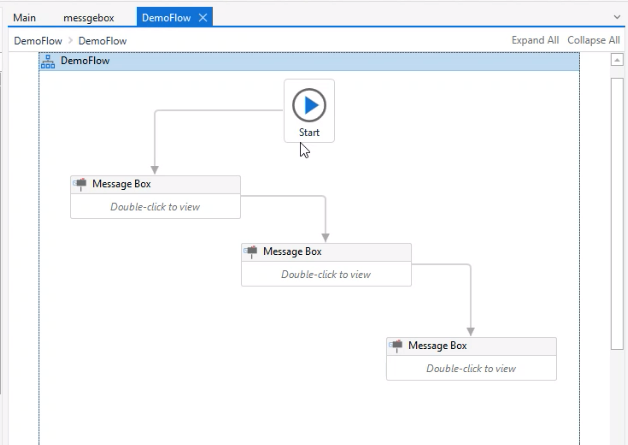 Main messgebox DemoFlow
DemoFlow DemoFlow Expand All Collapse All
DemoFlow
Start
Message Box
Double-click to view
Message Box
Double-click to view
Message Box
Double-click to view